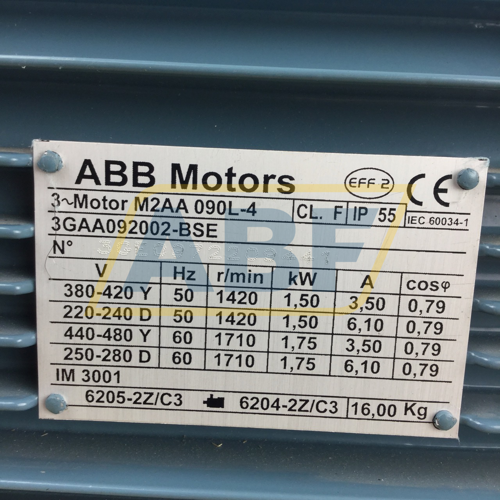 ABB Motors EFF 2 CE
3~Motor M2AA 090L-4 CL. F IP 55 IEC 60034-1
3GAA092002-BSE
N°
V Hz r/min kW A cosφ
380-420 Y 50 1420 1,50 3,50 0,79
220-240 D 50 1420 1,50 6,10 0,79
440-480 Y 60 1710 1,75 3,50 0,79
250-280 D 60 1710 1,75 6,10 0,79
IM 3001
6205-2Z/C3 6204-2Z/C3 16,00 Kg
ABF